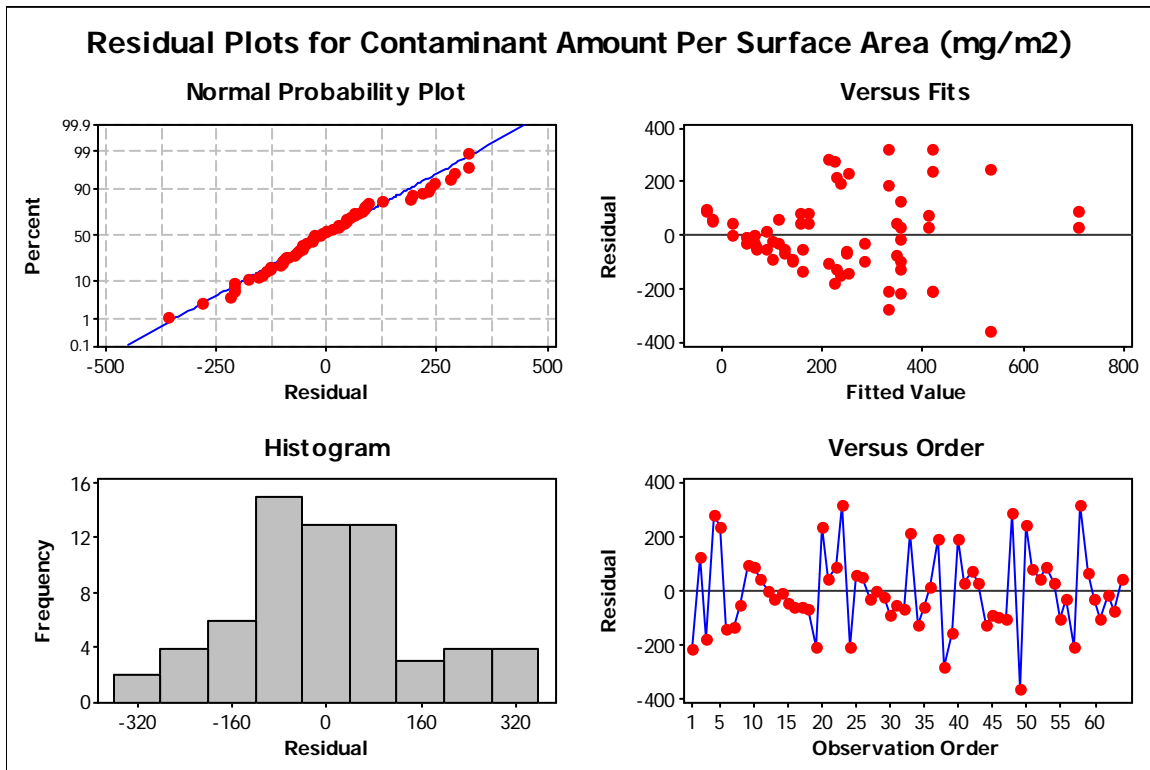 Residual Plots for Contaminant Amount Per Surface Area (mg/m2)
Normal Probability Plot
99.9
99
90
50
10
1
0.1
Percent
-500 -250 0 250 500
Residual
Versus Fits
400
200
0
-200
-400
Residual
0 200 400 600 800
Fitted Value
Histogram
16
12
8
4
0
Frequency
-320 -160 0 160 320
Residual
Versus Order
400
200
0
-200
-400
Residual
1 5 10 15 20 25 30 35 40 45 50 55 60
Observation Order